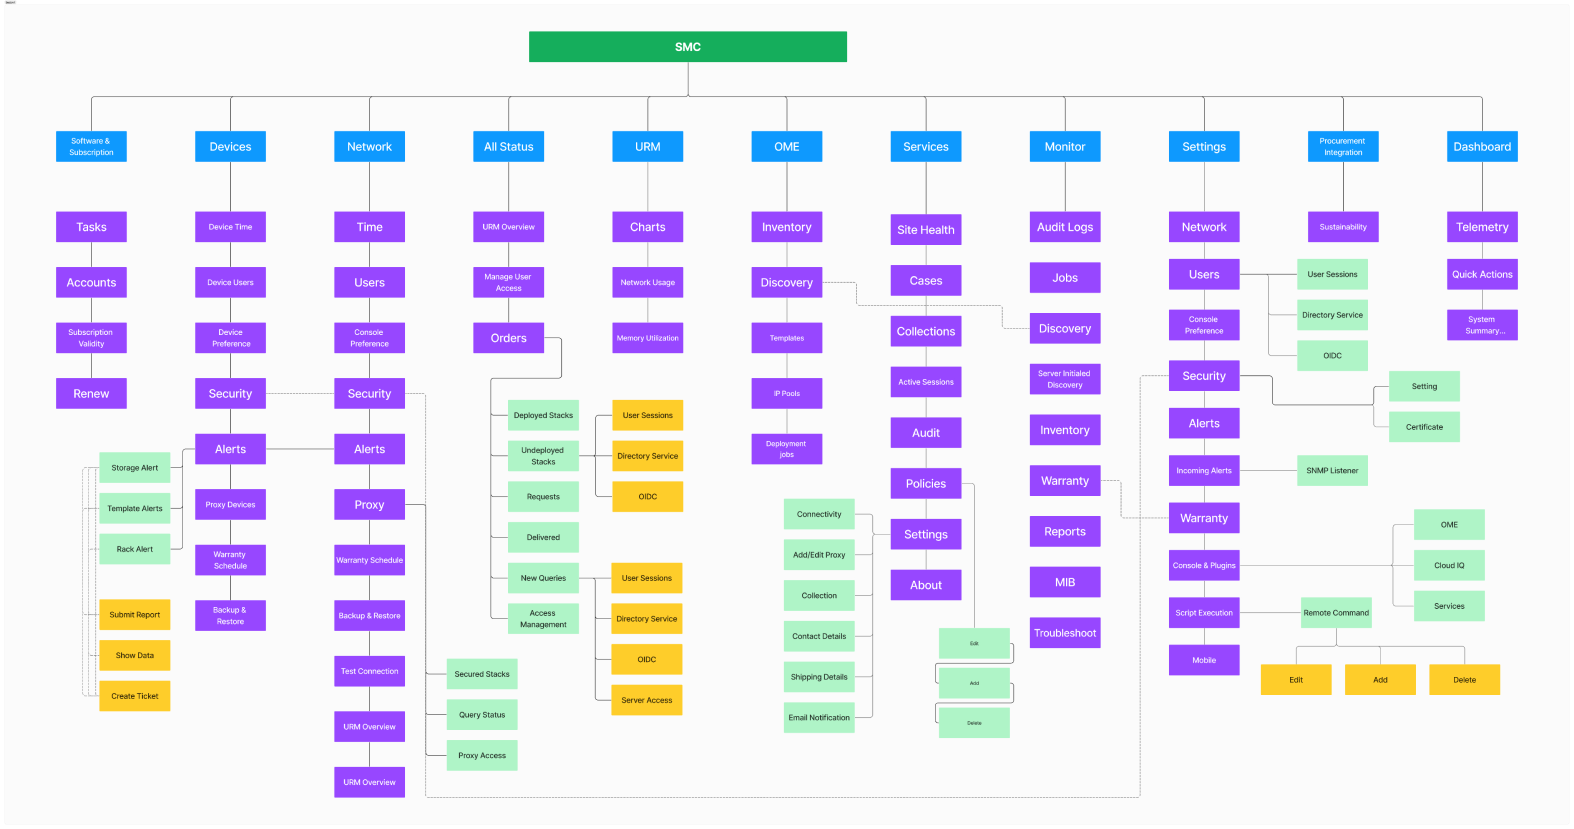 SMC
Software &
Subscription
Devices
Network
All Status
URM
OME
Services
Monitor
Settings
Procurement
Integration
Dashboard
Tasks
Accounts
Subscription
Validity
Renew
Device Time
Device Users
Device
Preference
Security
Alerts
Proxy Devices
Warranty
Schedule
Backup &
Restore
Storage Alert
Template Alerts
Rack Alert
Submit Report
Show Data
Create Ticket
Time
Users
Console
Preference
Security
Alerts
Proxy
Warranty Schedule
Backup & Restore
Test Connection
URM Overview
URM Overview
Secured Stacks
Query Status
Proxy Access
URM Overview
Manage User
Access
Orders
Deployed Stacks
Undeployed
Stacks
Requests
Delivered
New Queries
Access
Management
User Sessions
Directory Service
OIDC
User Sessions
Directory Service
OIDC
Server Access
Charts
Network Usage
Memory Utilization
Inventory
Discovery
Templates
IP Pools
Deployment
jobs
Site Health
Cases
Collections
Active Sessions
Audit
Policies
Settings
About
Connectivity
Add/Edit Proxy
Collection
Contact Details
Shipping Details
Email Notification
Edit
Add
Delete
Audit Logs
Jobs
Discovery
Server Initialed
Discovery
Inventory
Warranty
Reports
MIB
Troubleshoot
Network
Users
Console
Preference
Security
Alerts
Incoming Alerts
Warranty
Console & Plugins
Script Execution
Mobile
User Sessions
Directory Service
OIDC
Setting
Certificate
SNMP Listener
OME
Cloud IQ
Services
Remote Command
Edit
Add
Delete
Sustainability
Telemetry
Quick Actions
System
Summary...